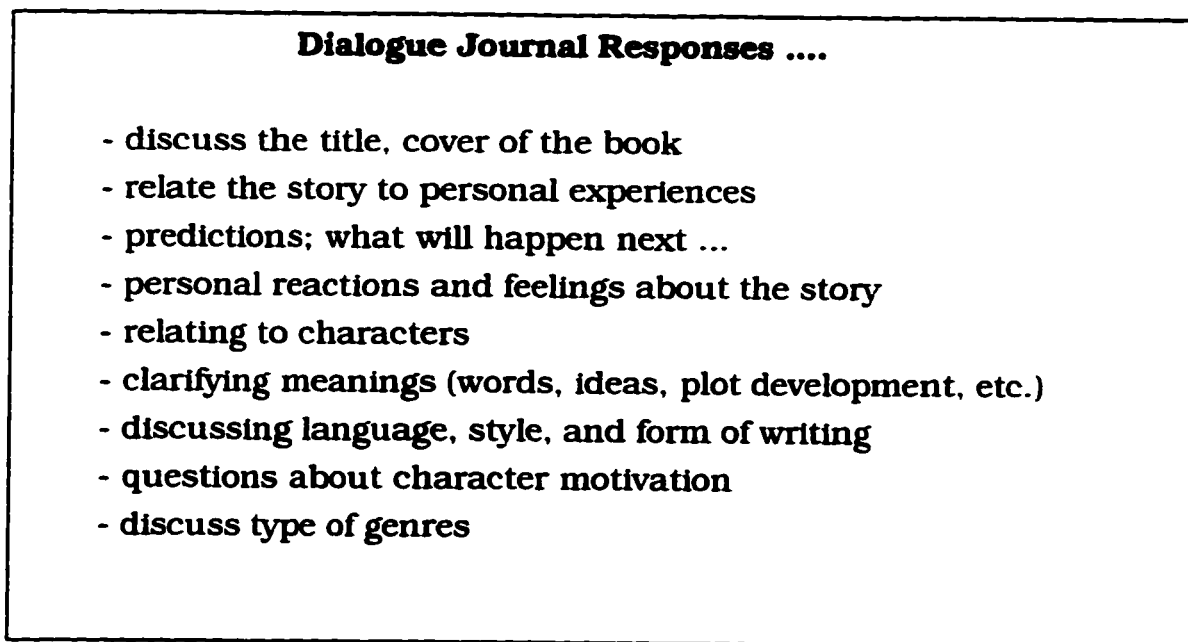 Dialogue Journal Responses ....
- discuss the title, cover of the book
- relate the story to personal experiences
- predictions; what will happen next ...
- personal reactions and feelings about the story
- relating to characters
- clarifying meanings (words, ideas, plot development, etc.)
- discussing language, style, and form of writing
- questions about character motivation
- discuss type of genres